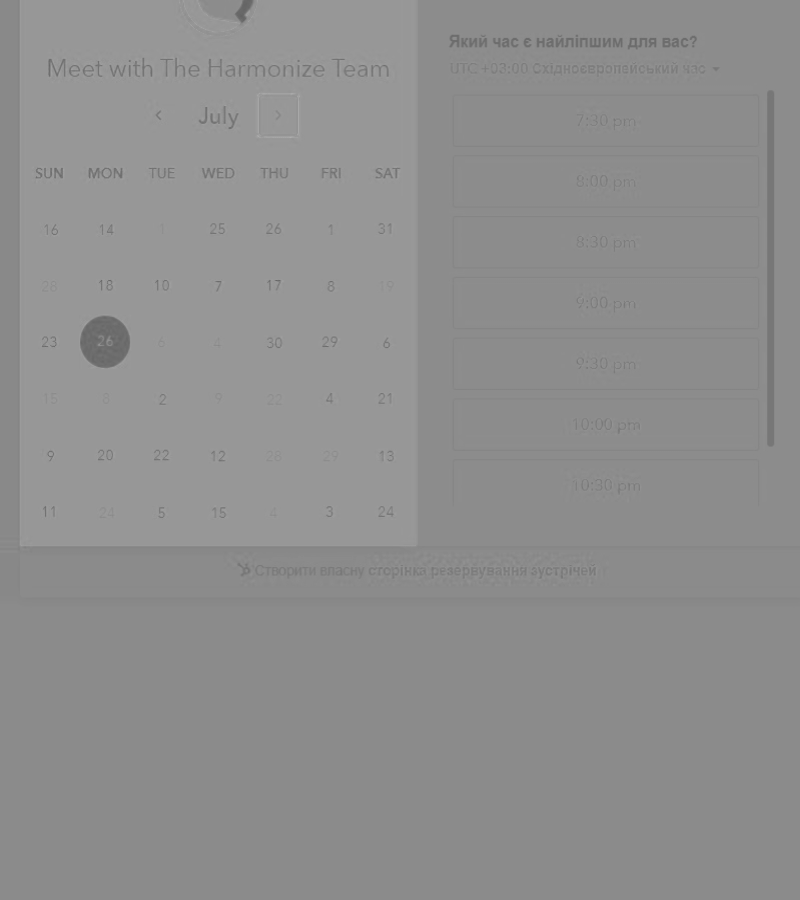 Meet with The Harmonize Team
July
SUN MON TUE WED THU FRI SAT
16 14 1 25 26 1 31
28 18 10 7 17 8 19
23 26 6 4 30 29 6
15 8 2 9 22 4 21
9 20 22 12 28 29 13
11 24 5 15 4 3 24
Який час є найліпшим для вас?
UTC +03:00 Східноєвропейський час
7:30 pm
8:00 pm
8:30 pm
9:00 pm
9:30 pm
10:00 pm
10:30 pm
Створити власну сторінка резервування зустрічей